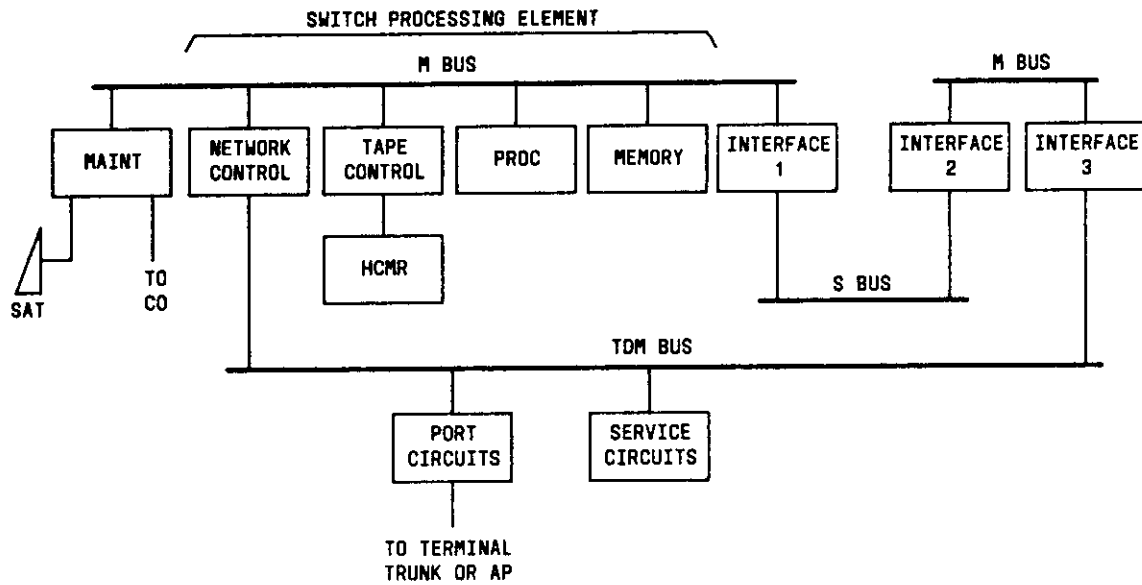 SWITCH PROCESSING ELEMENT
M BUS
M BUS
MAINT
NETWORK
CONTROL
TAPE
CONTROL
PROC
MEMORY
INTERFACE
1
INTERFACE
2
INTERFACE
3
HCMR
SAT
TO
CO
S BUS
TDM BUS
PORT
CIRCUITS
SERVICE
CIRCUITS
TO TERMINAL
TRUNK OR AP